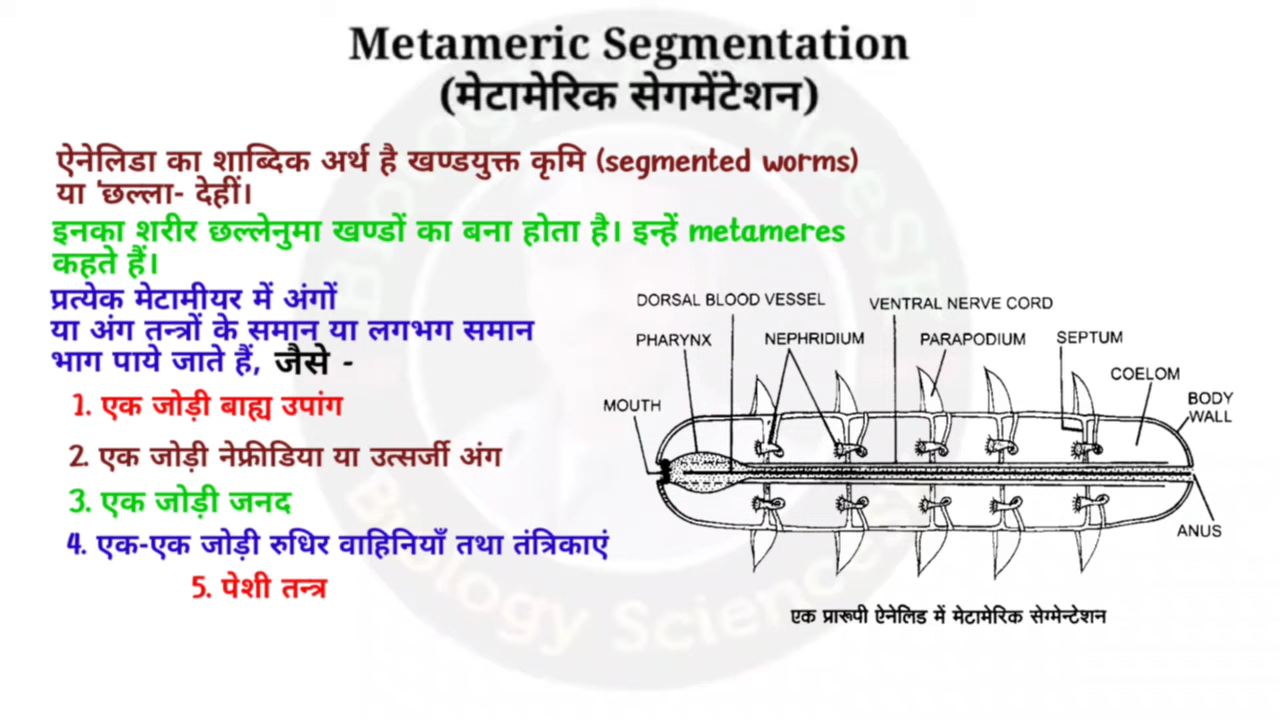 Metameric Segmentation
(मेटामेरिक सेगमेंटेशन)
ऐनेलिडा का शाब्दिक अर्थ है खण्डयुक्त कृमि (segmented worms)
या 'छल्ला- देहीं।
इनका शरीर छल्लेनुमा खण्डों का बना होता है। इन्हें metameres
कहते हैं।
प्रत्येक मेटामीयर में अंगों
या अंग तन्त्रों के समान या लगभग समान
भाग पाये जाते हैं, जैसे -
1. एक जोड़ी बाह्य उपांग
2. एक जोड़ी नेफ्रीडिया या उत्सर्जी अंग
3. एक जोड़ी जनद
4. एक-एक जोड़ी रुधिर वाहिनियाँ तथा तंत्रिकाएं
5. पेशी तन्त्र
DORSAL BLOOD VESSEL
VENTRAL NERVE CORD
PHARYNX
NEPHRIDIUM
PARAPODIUM
SEPTUM
COELOM
MOUTH
BODY
WALL
ANUS
एक प्रारूपी ऐनेलिड में मेटामेरिक सेग्मेन्टेशन
Biology Sciences